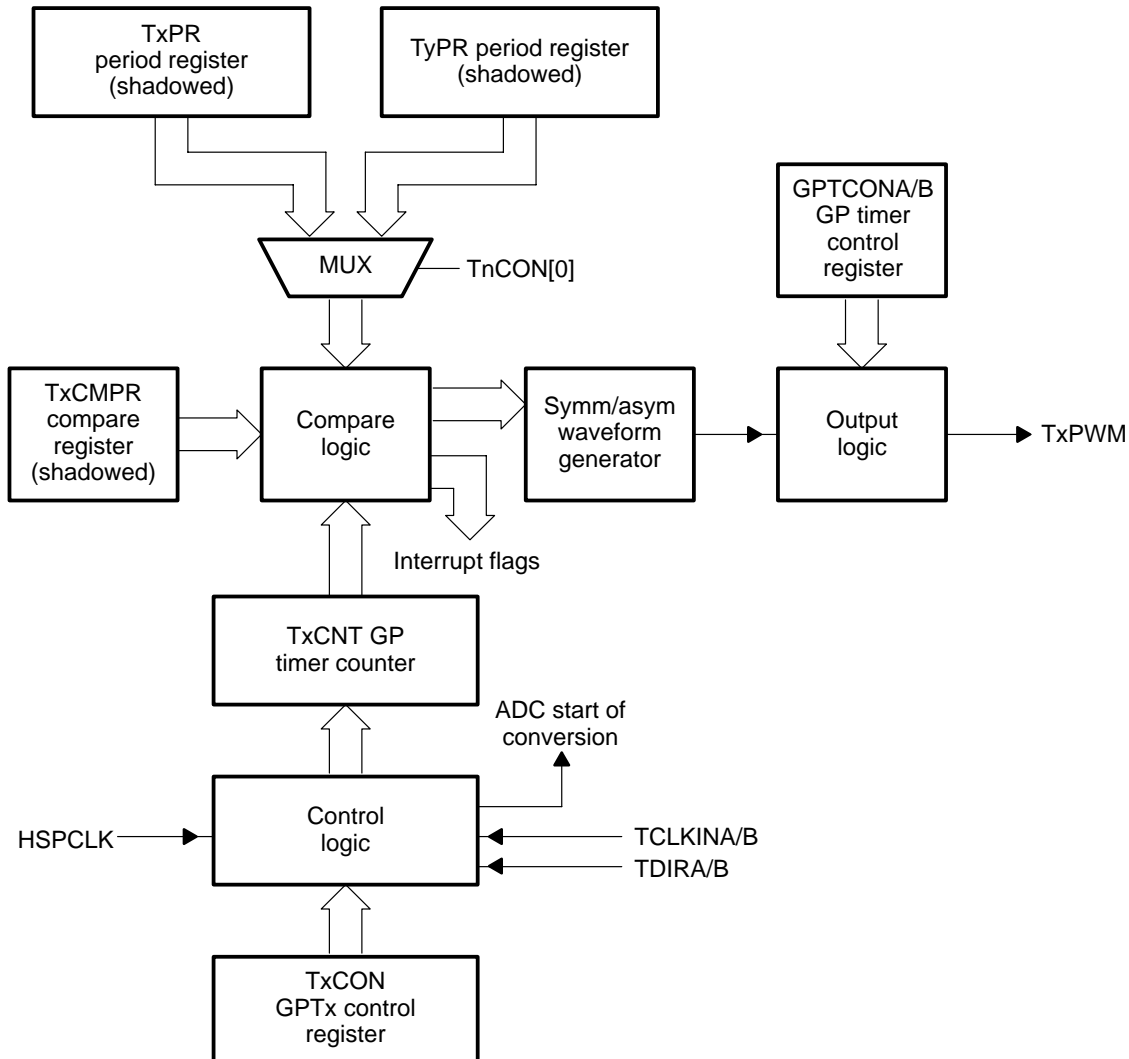 TxPR
period register
(shadowed)
TyPR period register
(shadowed)
GPTCONA/B
GP timer
control
register
MUX
TnCON[0]
TxCMPR
compare
register
(shadowed)
Compare
logic
Symm/asym
waveform
generator
Output
logic
TxPWM
Interrupt flags
TxCNT GP
timer counter
ADC start of
conversion
HSPCLK
Control
logic
TCLKINA/B
TDIRA/B
TxCON
GPTx control
register